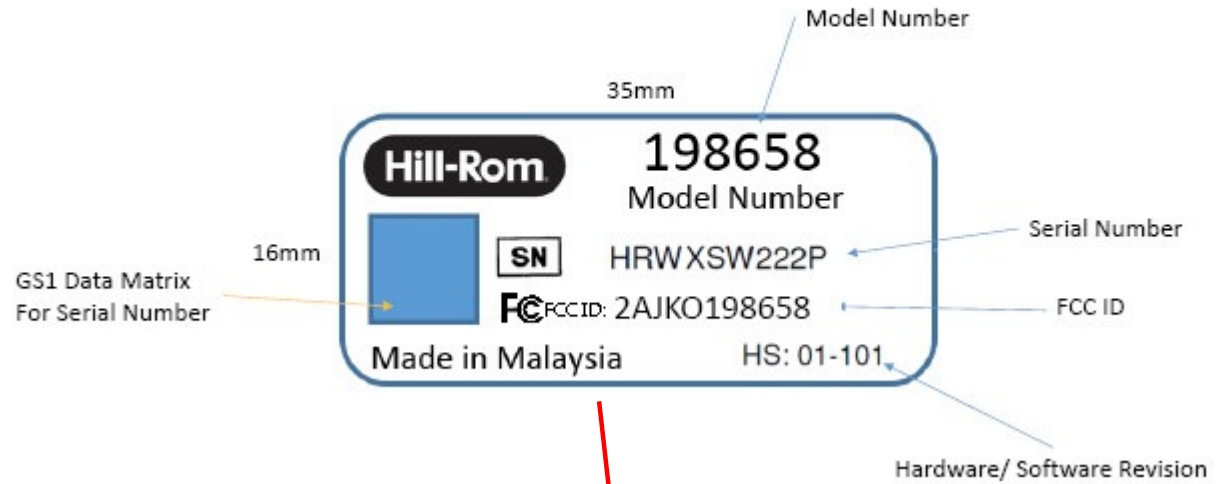 Model Number
35mm
Hill-Rom
198658
Model Number
16mm
SN HRWXSW222P
Serial Number
GS1 Data Matrix
For Serial Number
FC FCC ID: 2AJKO198658
FCC ID
Made in Malaysia
HS: 01-101
Hardware/ Software Revision